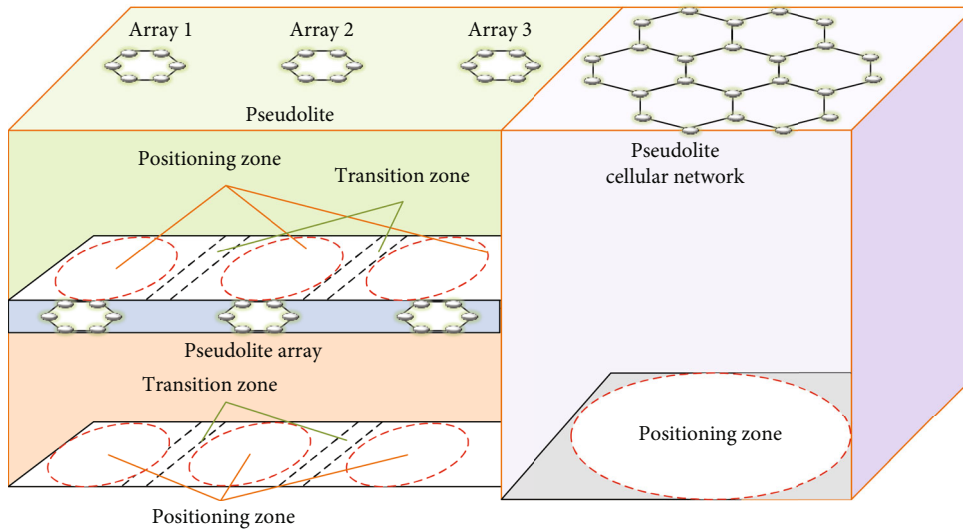 Array 1
Array 2
Array 3
Pseudolite
Pseudolite
cellular network
Positioning zone
Transition zone
Pseudolite array
Transition zone
Positioning zone
Positioning zone